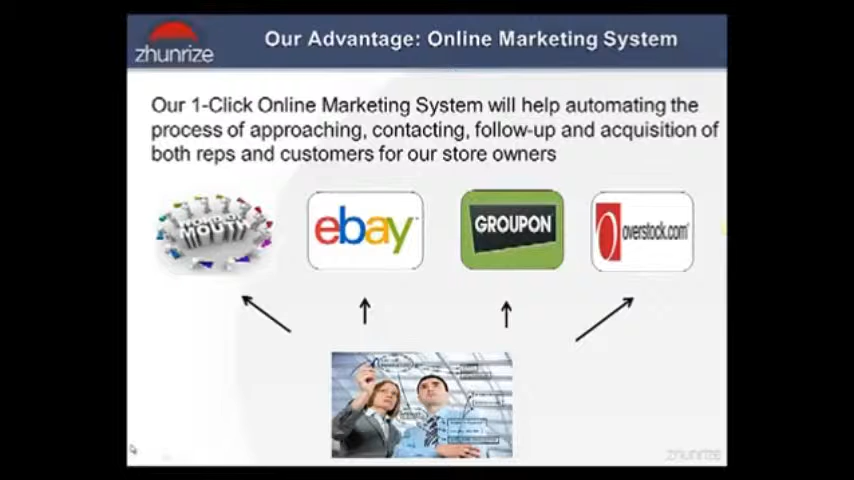 zhunrize
Our Advantage: Online Marketing System
Our 1-Click Online Marketing System will help automating the
process of approaching, contacting, follow-up and acquisition of
both reps and customers for our store owners
WORD OF
MOUTH
ebay
GROUPON
overstock.com
zhunrize